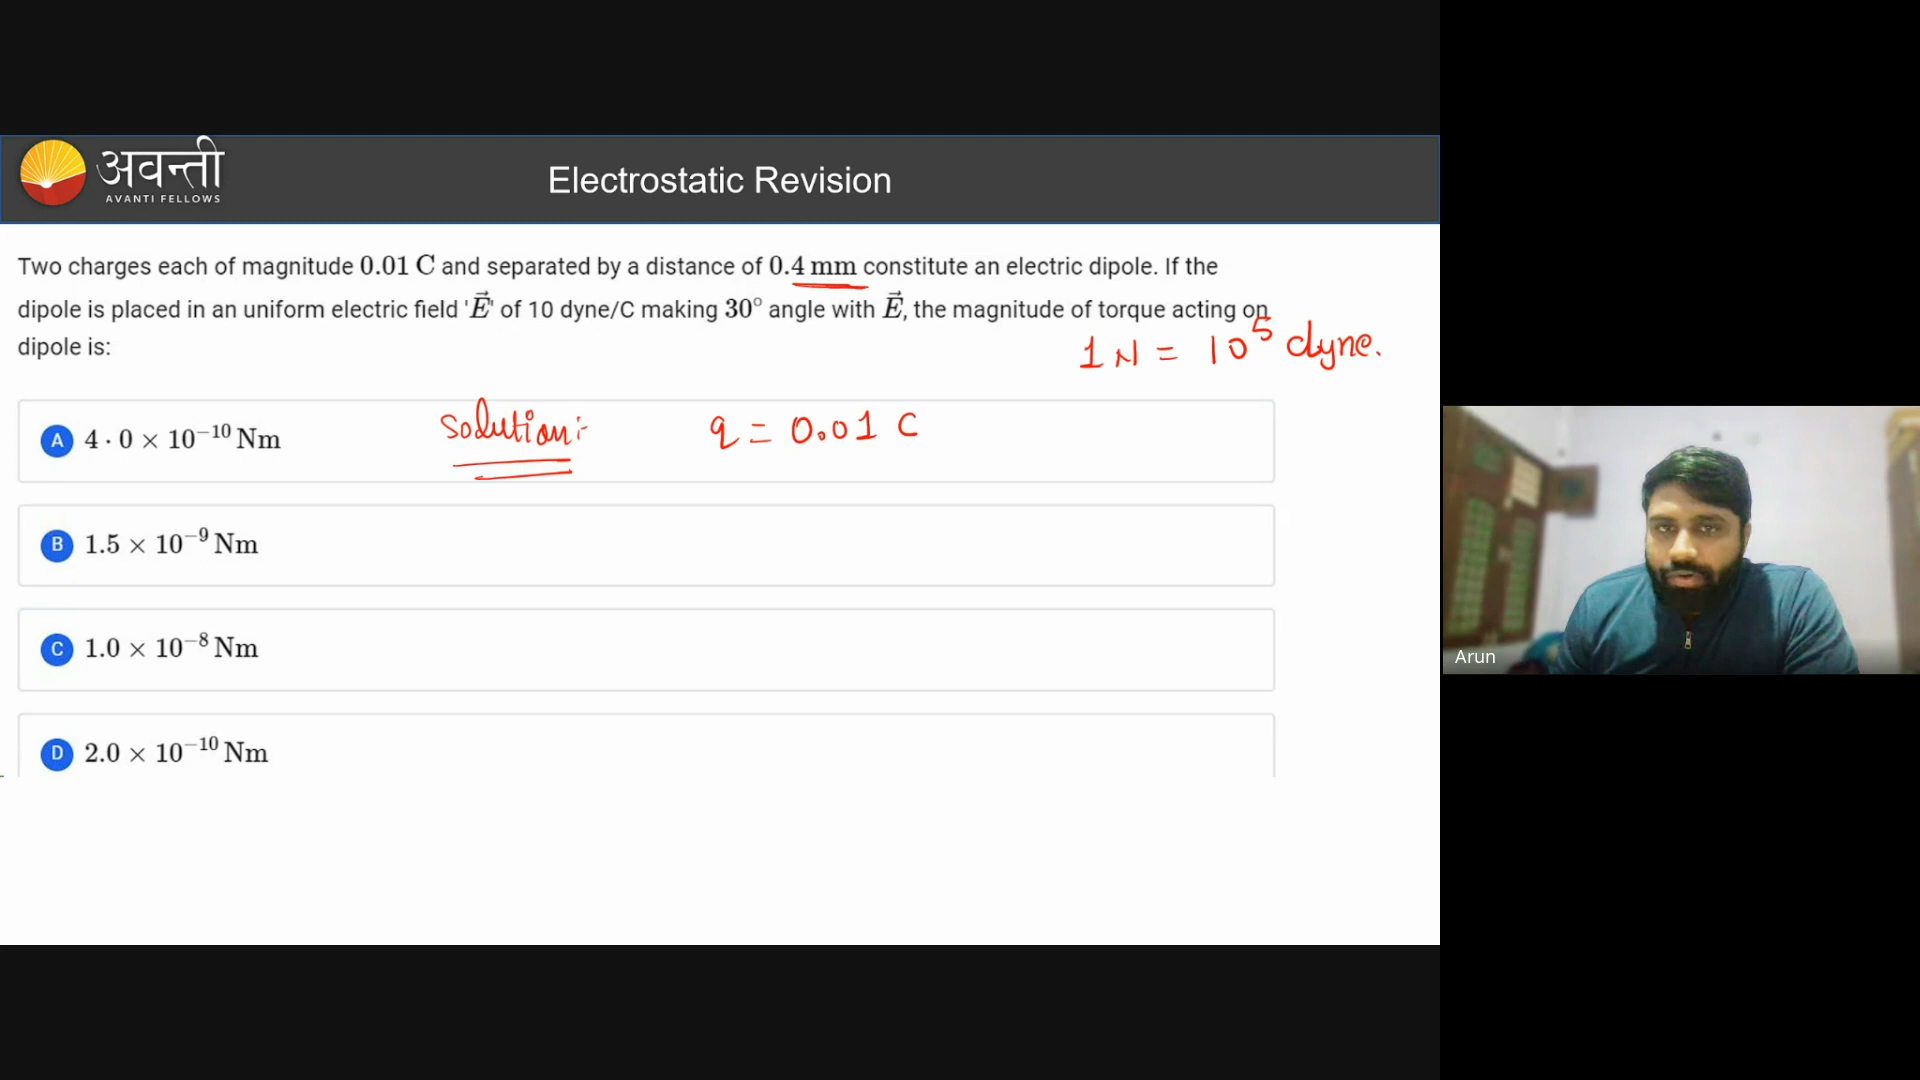 अवन्ती
AVANTI FELLOWS
Electrostatic Revision
Two charges each of magnitude 0.01 C and separated by a distance of 0.4 mm constitute an electric dipole. If the
dipole is placed in an uniform electric field '\vec{E}' of 10 dyne/C making 30° angle with \vec{E}, the magnitude of torque acting on
dipole is:
1 N = 10⁵ dyne.
A 4·0 × 10⁻¹⁰ Nm
Solution:-
q = 0.01 C
B 1.5 × 10⁻⁹ Nm
C 1.0 × 10⁻⁸ Nm
D 2.0 × 10⁻¹⁰ Nm
Arun